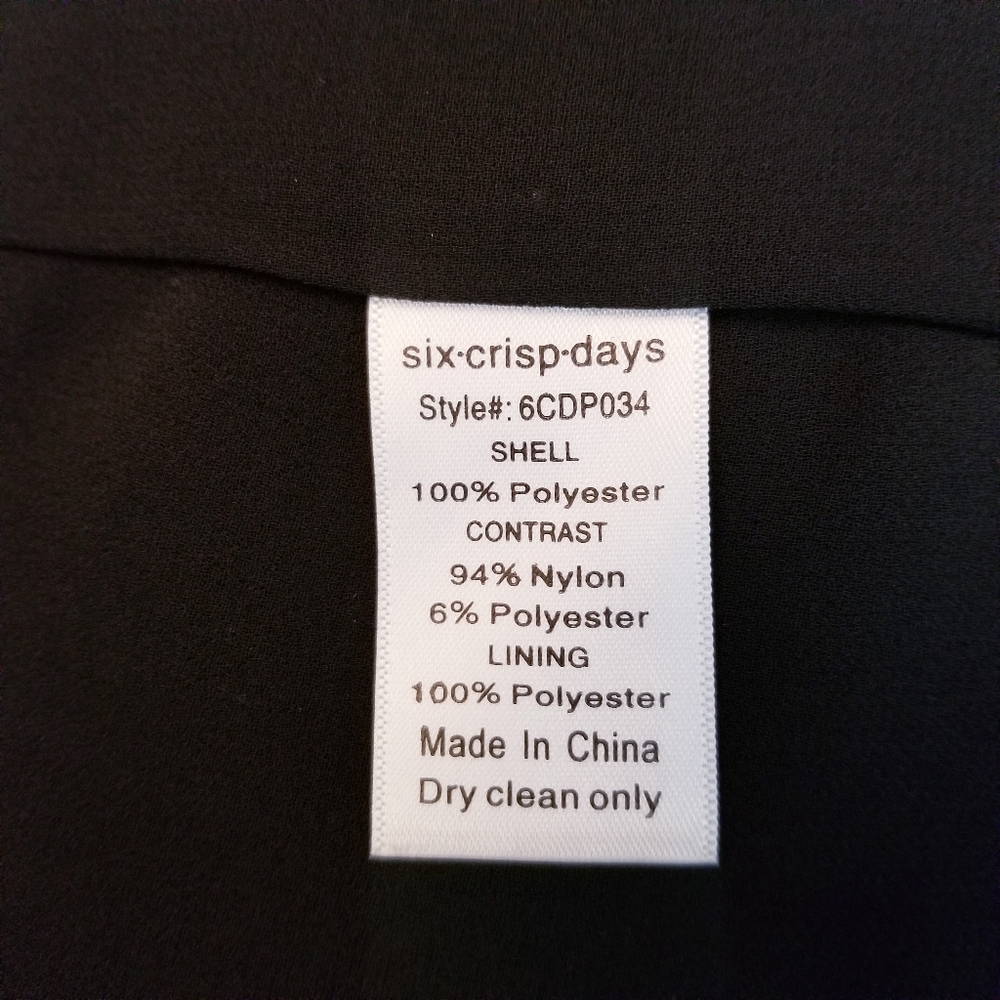 six·crisp·days
Style#: 6CDP034
SHELL
100% Polyester
CONTRAST
94% Nylon
6% Polyester
LINING
100% Polyester
Made In China
Dry clean only